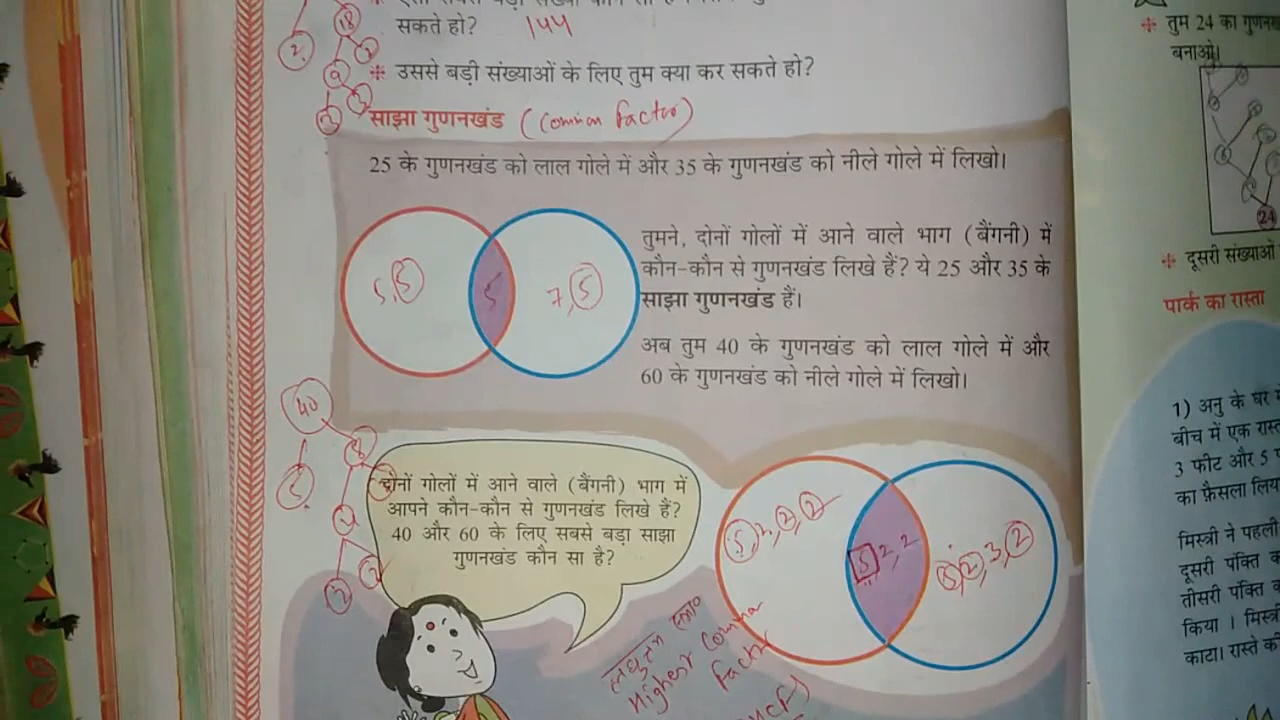 सकते हो? 144
* उससे बड़ी संख्याओं के लिए तुम क्या कर सकते हो?
साझा गुणनखंड (Common Factor)
25 के गुणनखंड को लाल गोले में और 35 के गुणनखंड को नीले गोले में लिखो।
5, 5
5
7, 5
तुमने, दोनों गोलों में आने वाले भाग (बैंगनी) में
कौन-कौन से गुणनखंड लिखे हैं? ये 25 और 35 के
साझा गुणनखंड हैं।
अब तुम 40 के गुणनखंड को लाल गोले में और
60 के गुणनखंड को नीले गोले में लिखो।
40
दोनों गोलों में आने वाले (बैंगनी) भाग में
आपने कौन-कौन से गुणनखंड लिखे हैं?
40 और 60 के लिए सबसे बड़ा साझा
गुणनखंड कौन सा है?
5, 2, 2, 2
5 2, 2
5, 2, 3, 2
लघुतम
Highest Common
Factor
* तुम 24 का
बनाओ।
24
* दूसरी संख्याओं
पार्क का रास्ता
1) अनु के घर
बीच में एक
3 फीट और 5
का फ़ैसला
मिस्त्री ने पहली
दूसरी पंक्ति
तीसरी पंक्ति
किया ।
काटा। रास्ते की